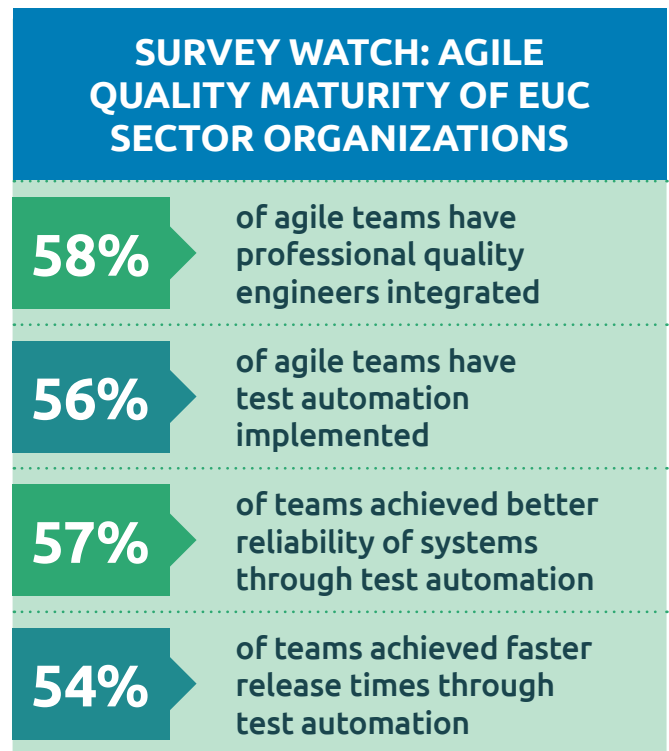 SURVEY WATCH: AGILE
QUALITY MATURITY OF EUC
SECTOR ORGANIZATIONS
58%
of agile teams have
professional quality
engineers integrated
56%
of agile teams have
test automation
implemented
57%
of teams achieved better
reliability of systems
through test automation
54%
of teams achieved faster
release times through
test automation